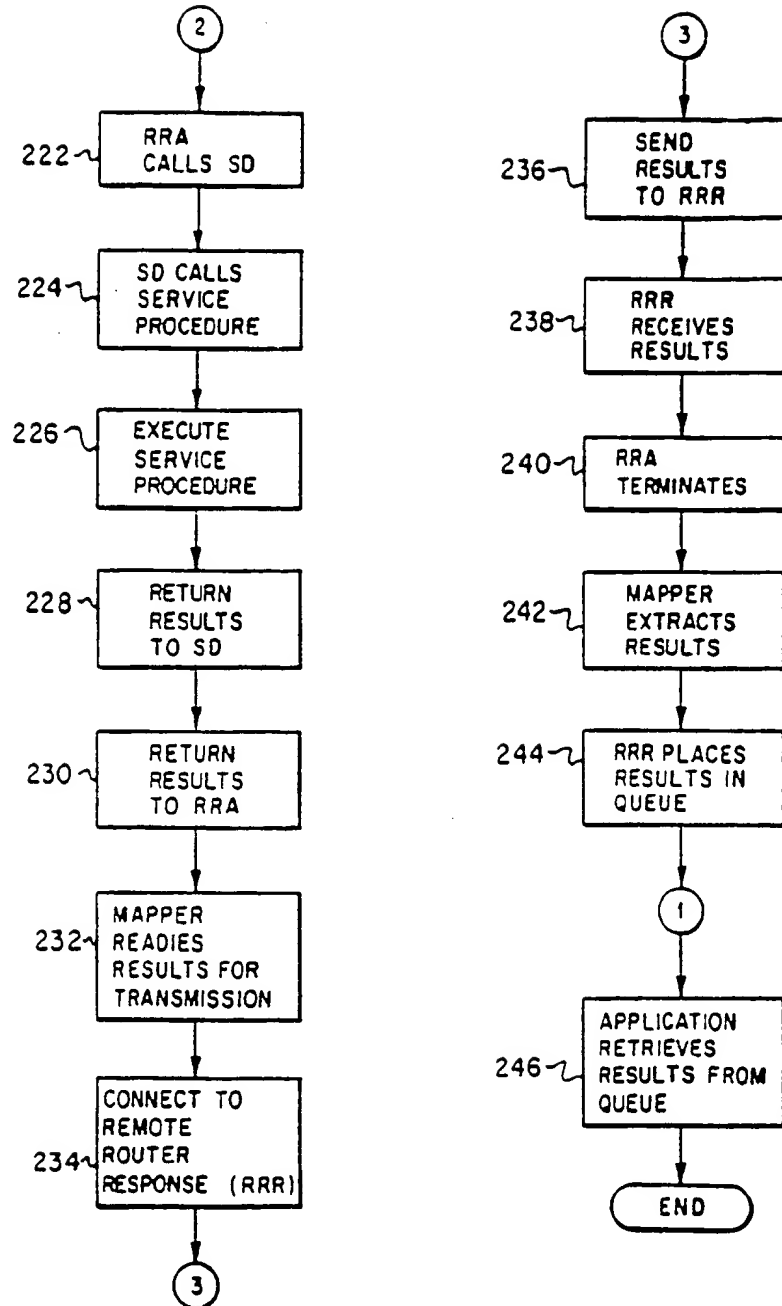 2
222
RRA
CALLS SD
224
SD CALLS
SERVICE
PROCEDURE
226
EXECUTE
SERVICE
PROCEDURE
228
RETURN
RESULTS
TO SD
230
RETURN
RESULTS
TO RRA
232
MAPPER
READIES
RESULTS FOR
TRANSMISSION
234
CONNECT TO
REMOTE
ROUTER
RESPONSE (RRR)
3
3
236
SEND
RESULTS
TO RRR
238
RRR
RECEIVES
RESULTS
240
RRA
TERMINATES
242
MAPPER
EXTRACTS
RESULTS
244
RRR PLACES
RESULTS IN
QUEUE
1
246
APPLICATION
RETRIEVES
RESULTS FROM
QUEUE
END